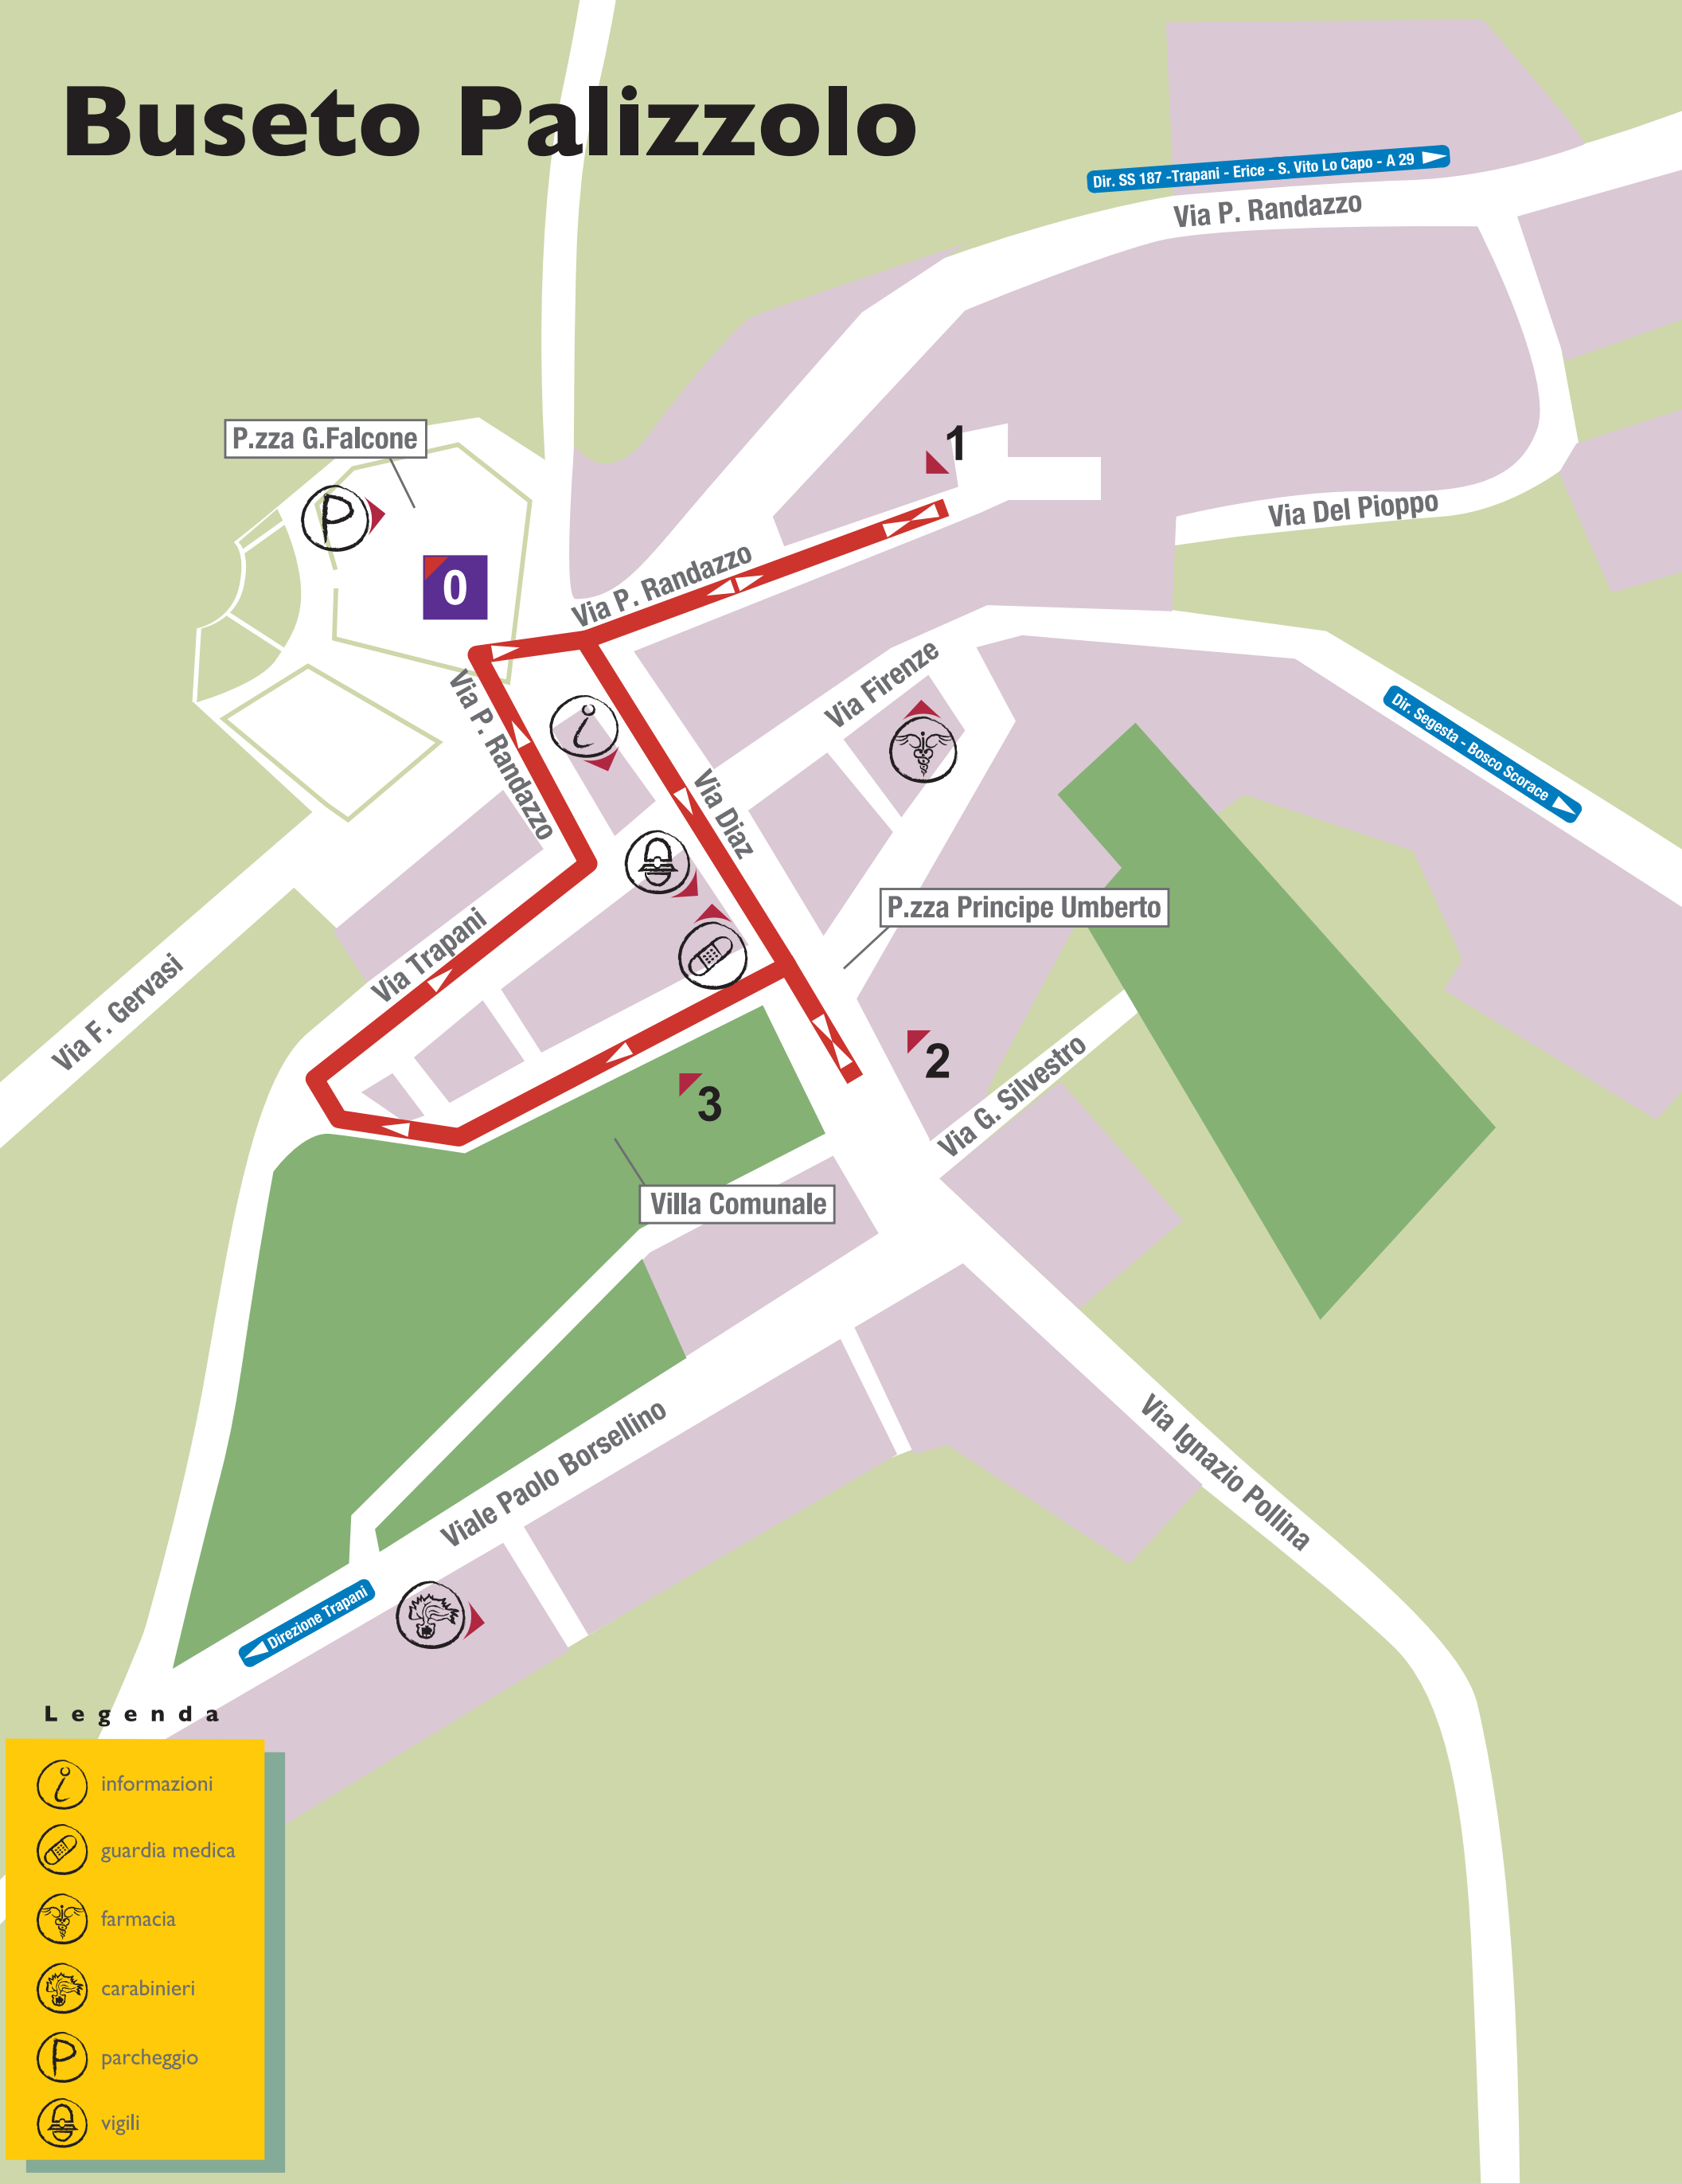 Buseto Palizzolo
Dir. SS 187 -Trapani - Erice - S. Vito Lo Capo - A 29
Via P. Randazzo
P.zza G.Falcone
1
P
Via Del Pioppo
0
Via P. Randazzo
Via Firenze
Via P. Randazzo
i
Dir. Segesta - Bosco Scorace
Via Diaz
P.zza Principe Umberto
Via Trapani
Via F. Gervasi
2
Via G. Silvestro
3
Villa Comunale
Viale Paolo Borsellino
Via Ignazio Pollina
Direzione Trapani
Legenda
i informazioni
guardia medica
farmacia
carabinieri
P parcheggio
vigili